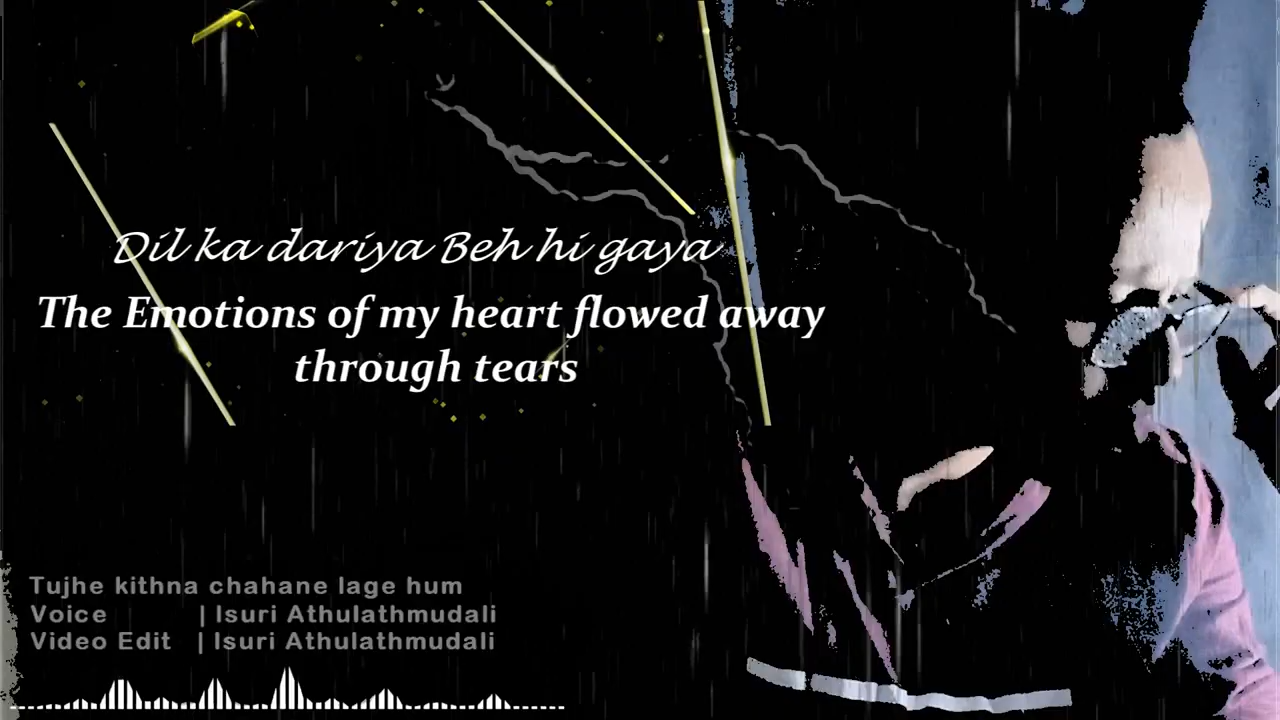 Dil ka dariya Beh hi gaya
The Emotions of my heart flowed away
through tears
Tujhe kithna chahane lage hum
Voice | Isuri Athulathmudali
Video Edit | Isuri Athulathmudali